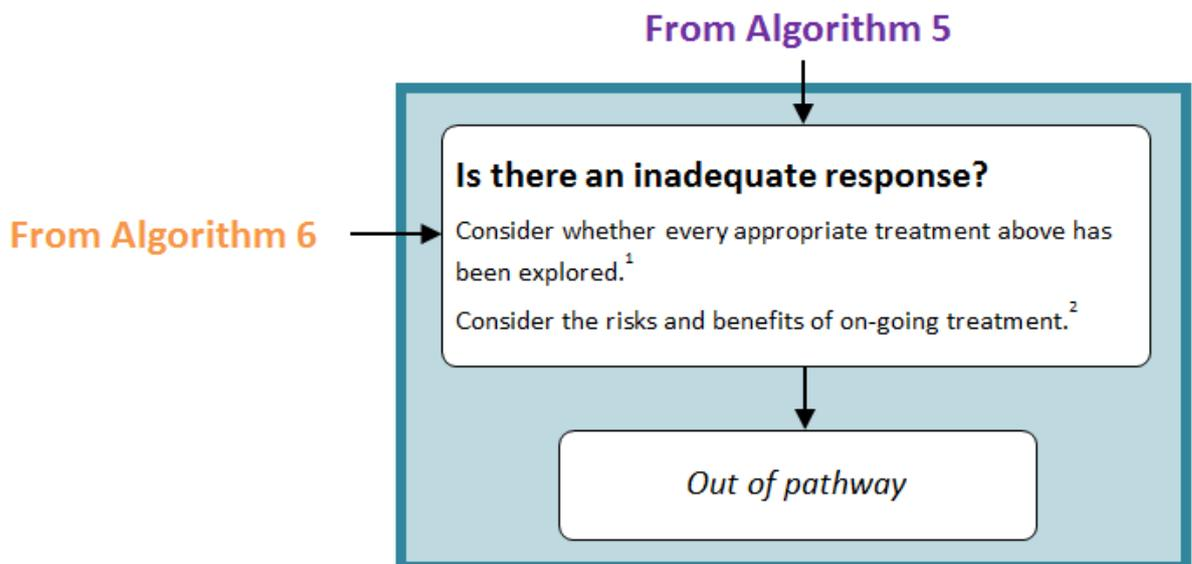 From Algorithm 5
Is there an inadequate response?
From Algorithm 6
Consider whether every appropriate treatment above has
been explored.1
Consider the risks and benefits of on-going treatment.2
Out of pathway